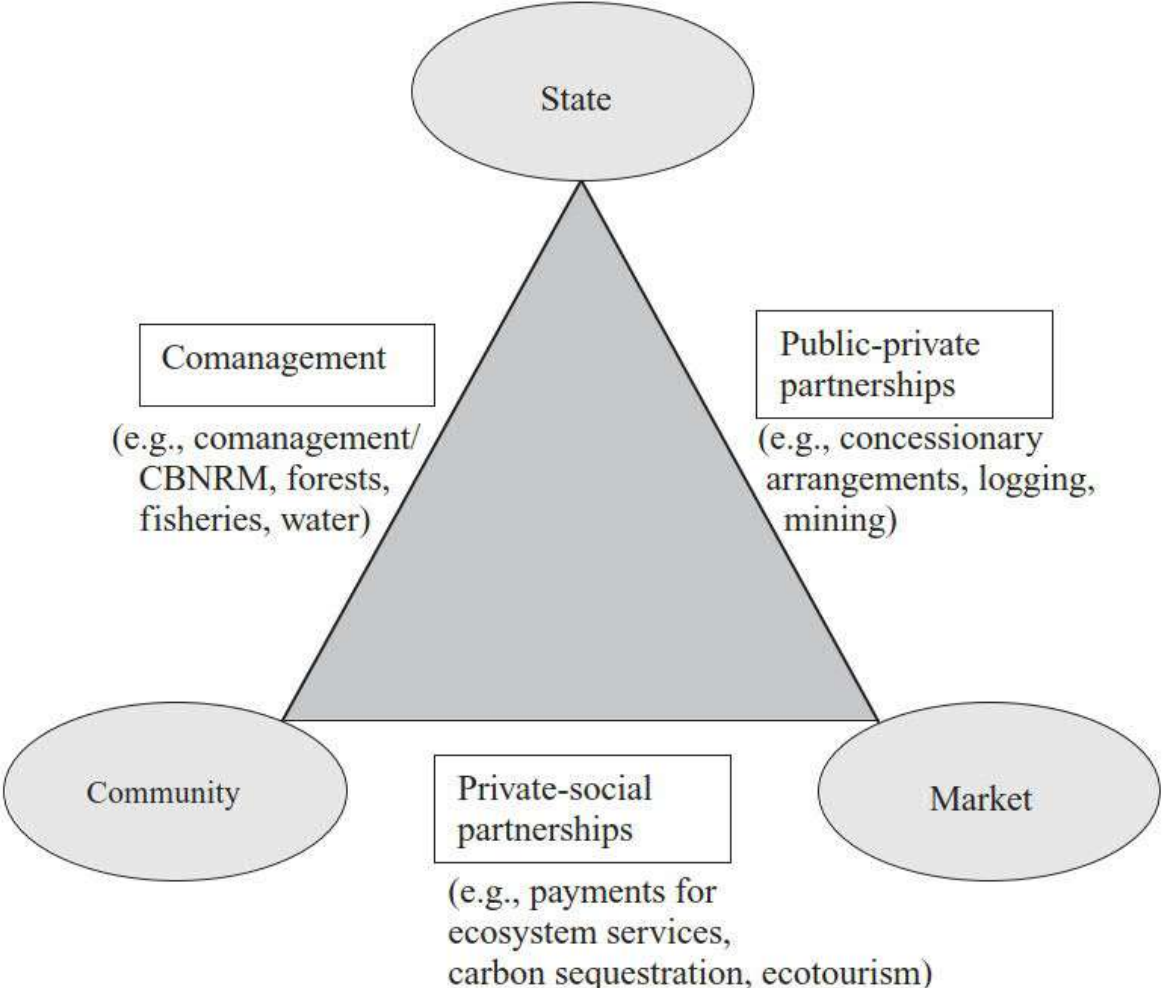 State
Comanagement
(e.g., comanagement/
CBNRM, forests,
fisheries, water)
Public-private
partnerships
(e.g., concessionary
arrangements, logging,
mining)
Community
Private-social
partnerships
(e.g., payments for
ecosystem services,
carbon sequestration, ecotourism)
Market